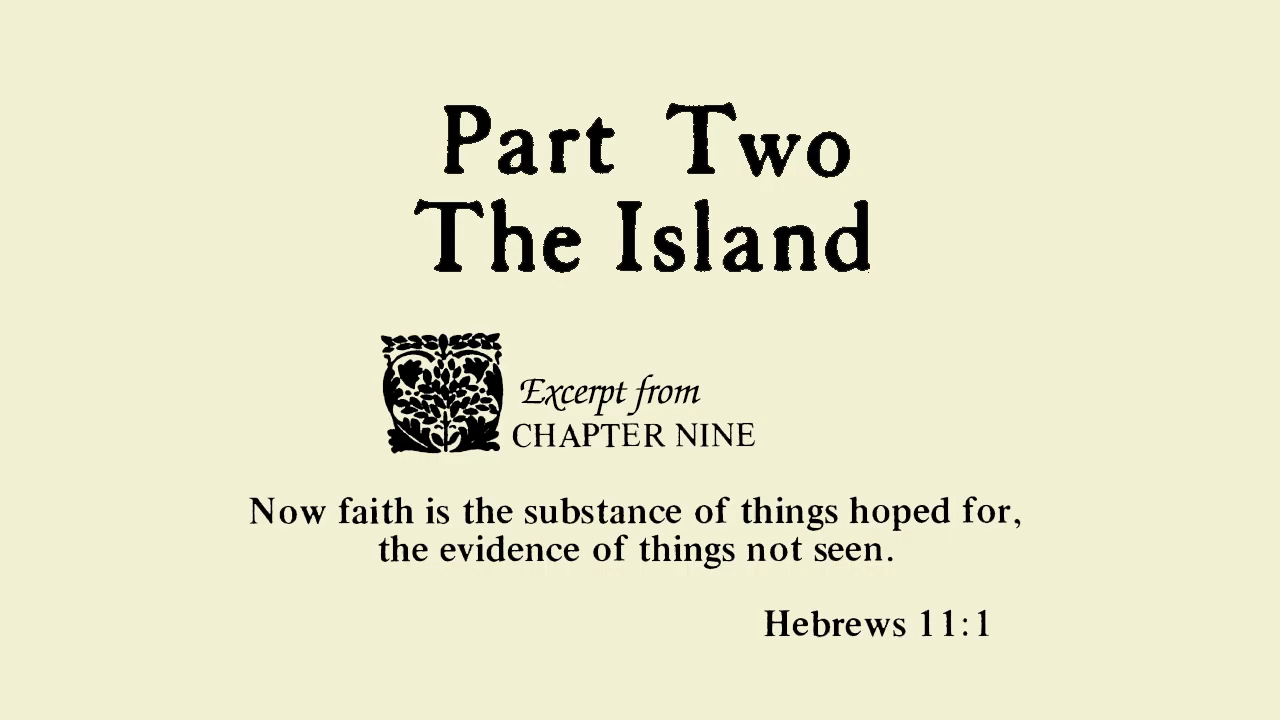 Part Two
The Island
Excerpt from
CHAPTER NINE
Now faith is the substance of things hoped for,
the evidence of things not seen.
Hebrews 11:1